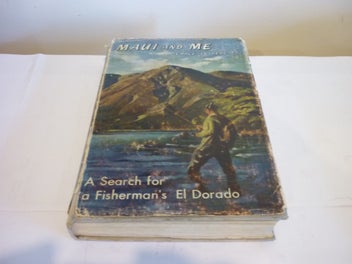 MAUI AND ME
A Search for
a Fisherman's El Dorado